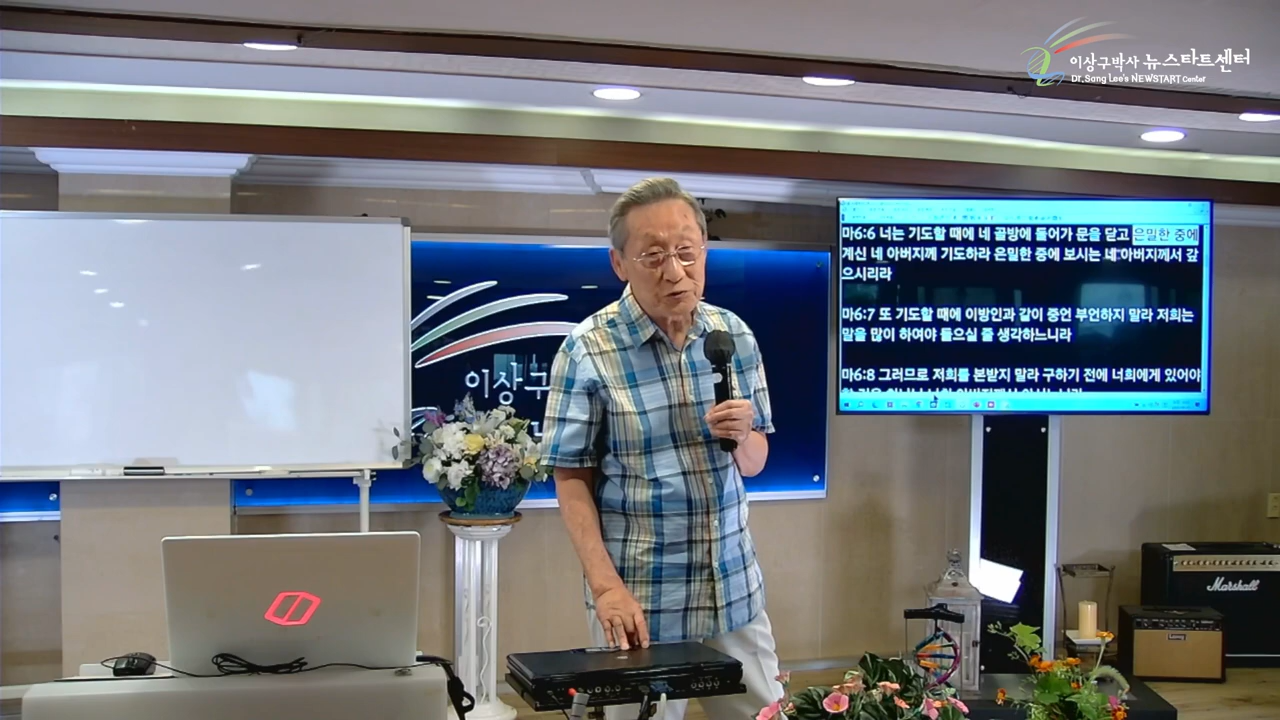 이상구박사 뉴스타트센터
Dr. Sang Lee's NEWSTART Center
마6:6 너는 기도할 때에 네 골방에 들어가 문을 닫고 은밀한 중에
계신 네 아버지께 기도하라 은밀한 중에 보시는 네 아버지께서 갚
으시리라
마6:7 또 기도할 때에 이방인과 같이 중언 부언하지 말라 저희는
말을 많이 하여야 들으실 줄 생각하느니라
마6:8 그러므로 저희를 본받지 말라 구하기 전에 너희에게 있어야
이상구
Marshall